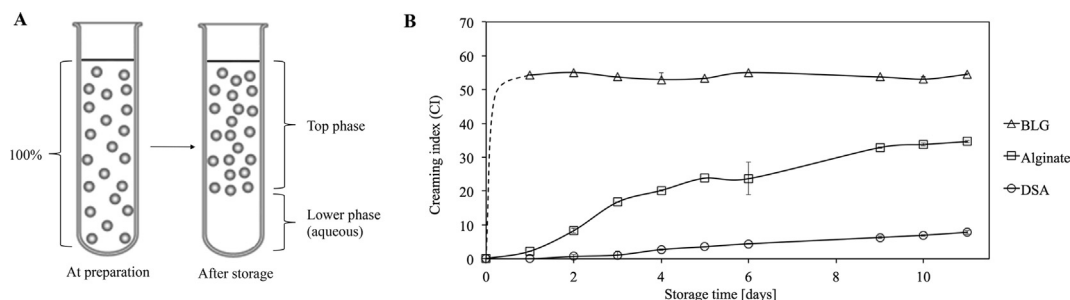 A
100%
Top phase
Lower phase
(aqueous)
At preparation
After storage
B
Creaming index (CI)
70
60
50
40
30
20
10
0
0
2
4
6
8
10
Storage time [days]
BLG
Alginate
DSA